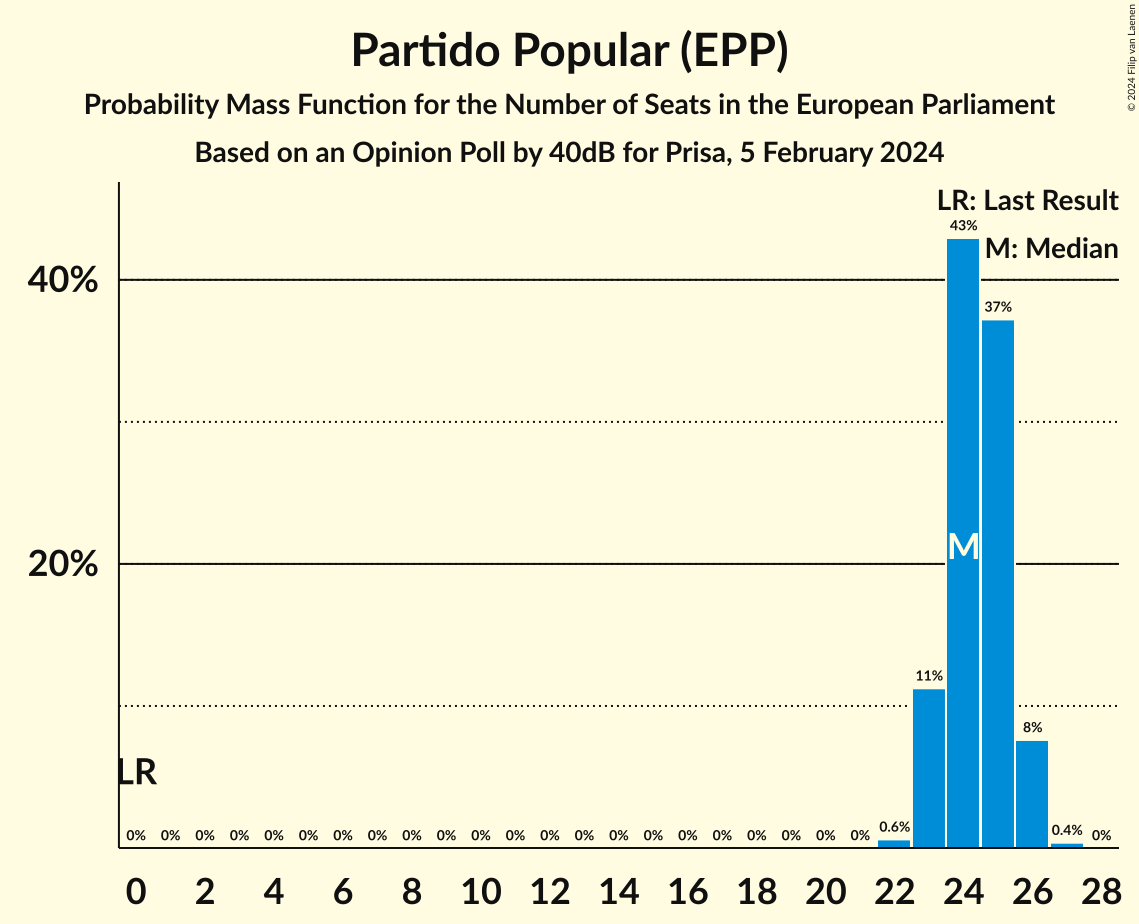 Partido Popular (EPP)
Probability Mass Function for the Number of Seats in the European Parliament
Based on an Opinion Poll by 40dB for Prisa, 5 February 2024
© 2024 Filip van Laenen
LR: Last Result
M: Median
40%
20%
43%
37%
M
11%
8%
LR
0% 0% 0% 0% 0% 0% 0% 0% 0% 0% 0% 0% 0% 0% 0% 0% 0% 0% 0% 0% 0% 0% 0.6% 0.4% 0%
0 2 4 6 8 10 12 14 16 18 20 22 24 26 28